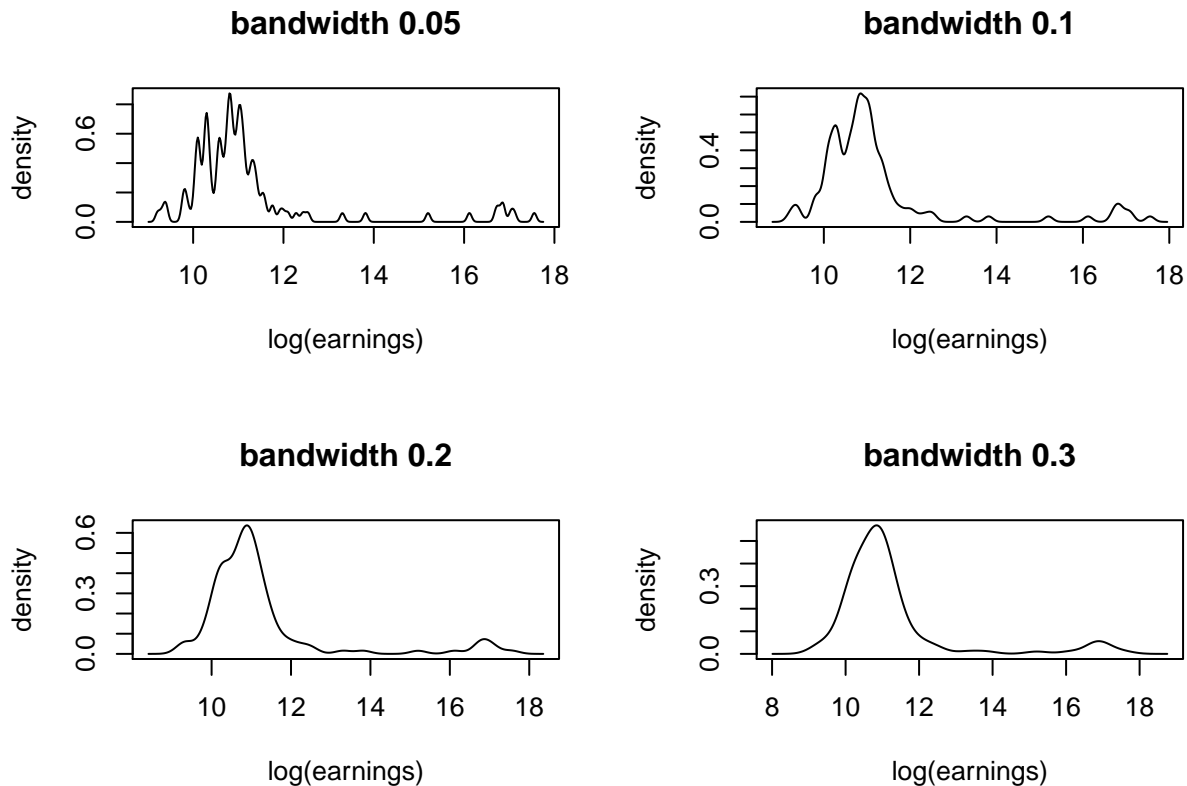 bandwidth 0.05
density
0.0 0.6
10 12 14 16 18
log(earnings)
bandwidth 0.1
density
0.0 0.4
10 12 14 16 18
log(earnings)
bandwidth 0.2
density
0.0 0.3 0.6
10 12 14 16 18
log(earnings)
bandwidth 0.3
density
0.0 0.3
8 10 12 14 16 18
log(earnings)